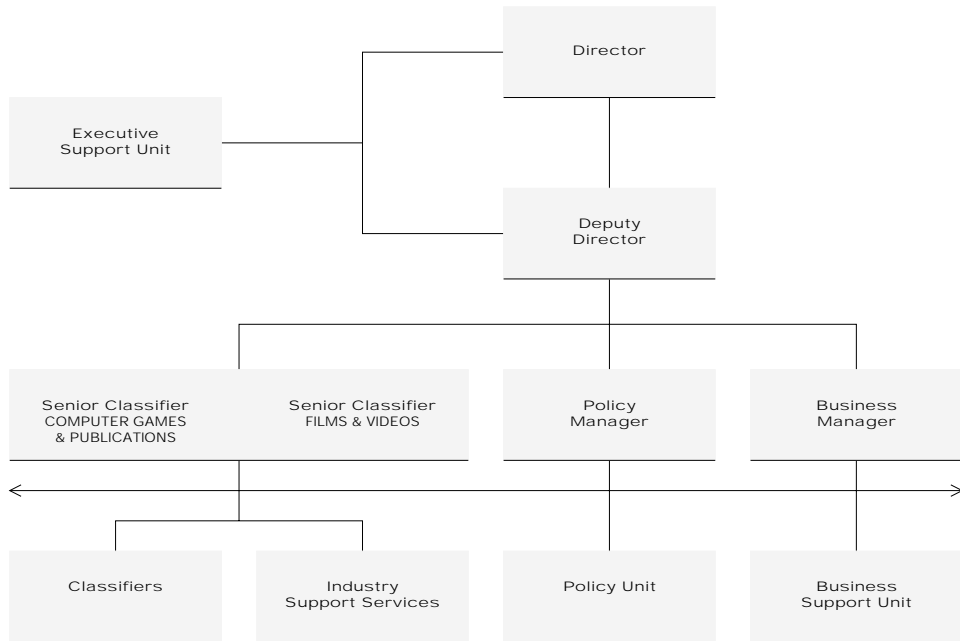 Director
Executive
Support Unit
Deputy
Director
Senior Classifier
COMPUTER GAMES
& PUBLICATIONS
Senior Classifier
FILMS & VIDEOS
Policy
Manager
Business
Manager
Classifiers
Industry
Support Services
Policy Unit
Business
Support Unit